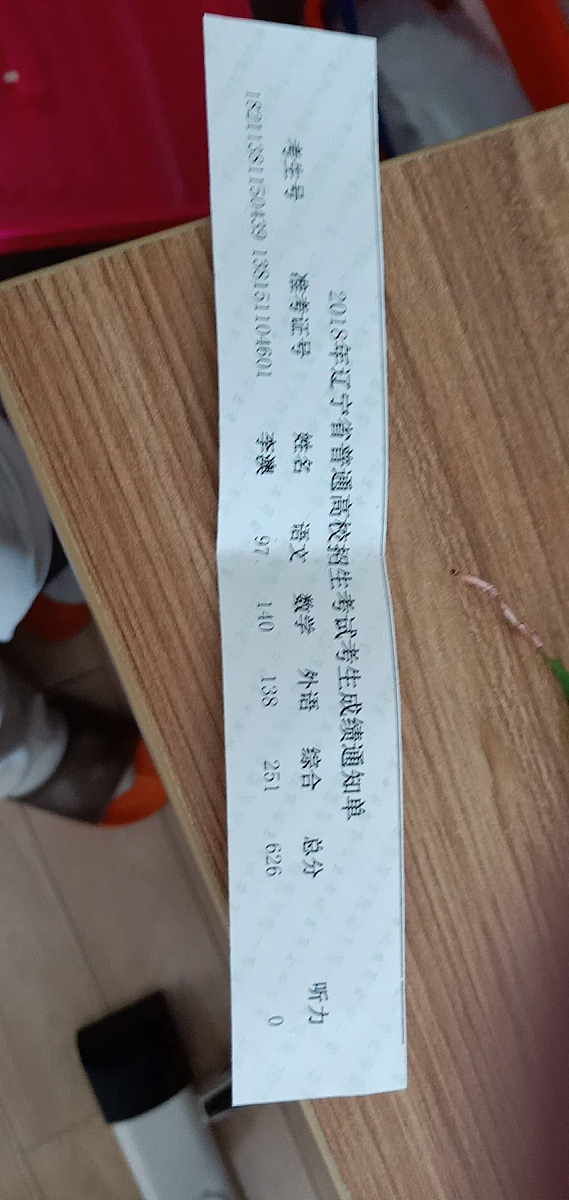 2018年辽宁省普通高校招生考试考生成绩通知单
考生号 准考证号 姓名 语文 数学 外语 综合 总分 听力
18211381150439 138151104601 李澳 97 140 138 251 626 0